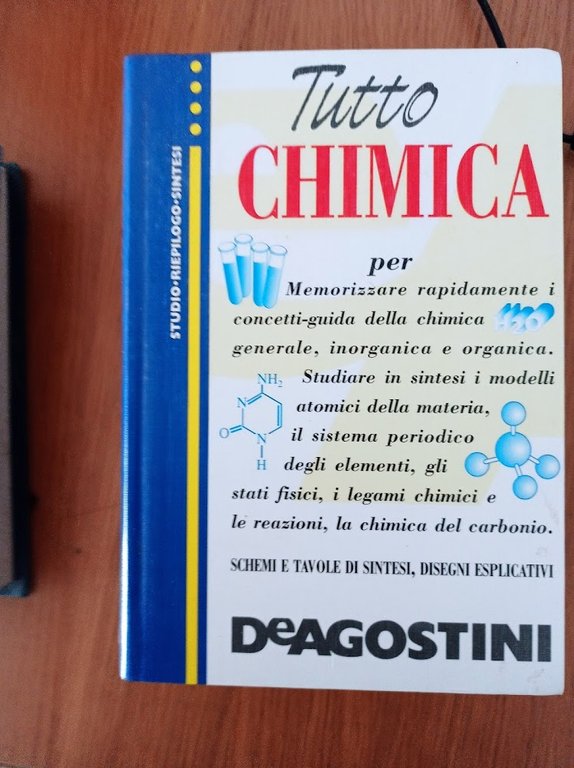 STUDIO•RIEPILOGO•SINTESI
Tutto
CHIMICA
per
Memorizzare rapidamente i
concetti-guida della chimica
H2O
generale, inorganica e organica.
Studiare in sintesi i modelli
atomici della materia,
il sistema periodico
degli elementi, gli
stati fisici, i legami chimici e
le reazioni, la chimica del carbonio.
NH₂
N
O
N
H
SCHEMI E TAVOLE DI SINTESI, DISEGNI ESPLICATIVI
DeAGOSTINI